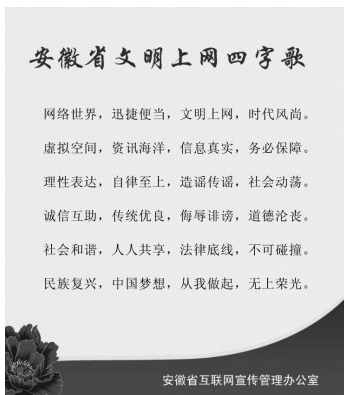 安徽省文明上网四字歌
网络世界，迅捷便当，文明上网，时代风尚。
虚拟空间，资讯海洋，信息真实，务必保障。
理性表达，自律至上，造谣传谣，社会动荡。
诚信互助，传统优良，侮辱诽谤，道德沦丧。
社会和谐，人人共享，法律底线，不可碰撞。
民族复兴，中国梦想，从我做起，无上荣光。
安徽省互联网宣传管理办公室